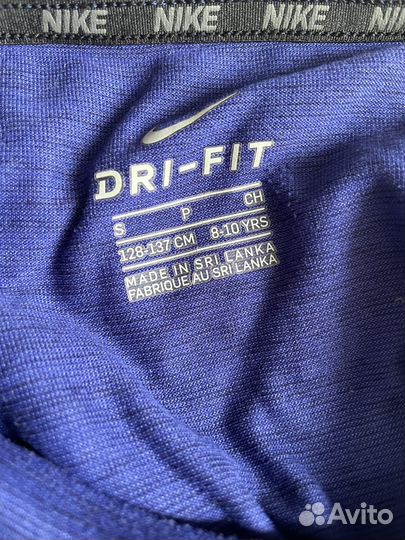 NIKE NIKE NIKE NIKE
DRI-FIT
S P CH
128-137 CM 8-10 YRS
MADE IN SRI LANKA
FABRIQUE AU SRI LANKA
Avito